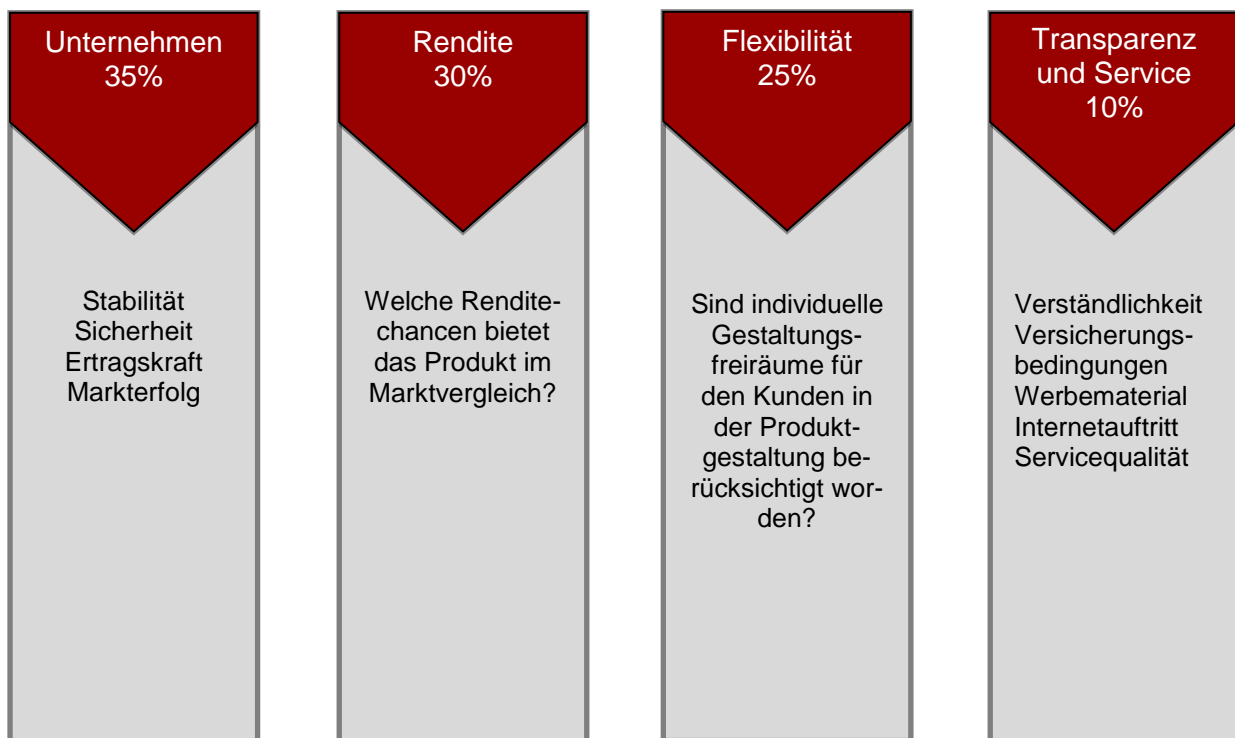 Unternehmen
35%
Stabilität
Sicherheit
Ertragskraft
Markterfolg
Rendite
30%
Welche Rendite-
chancen bietet
das Produkt im
Marktvergleich?
Flexibilität
25%
Sind individuelle
Gestaltungs-
freiräume für
den Kunden in
der Produkt-
gestaltung be-
rücksichtigt wor-
den?
Transparenz
und Service
10%
Verständlichkeit
Versicherungs-
bedingungen
Werbematerial
Internetauftritt
Servicequalität